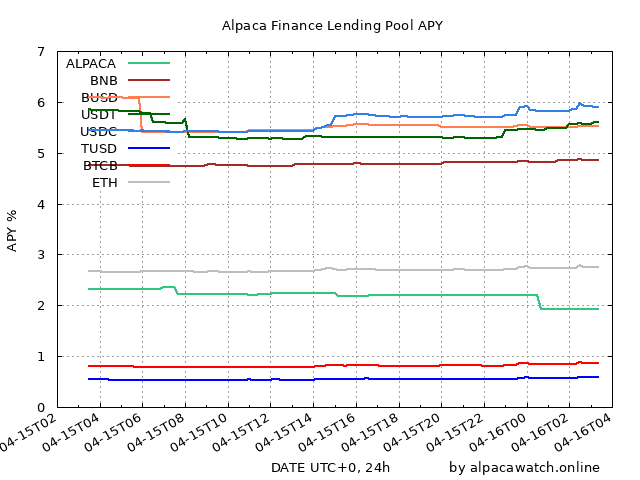 Alpaca Finance Lending Pool APY
7
6
5
4
3
2
1
0
APY %
ALPACA
BNB
BUSD
USDT
USDC
TUSD
BTCB
ETH
04-15T02
04-15T04
04-15T06
04-15T08
04-15T10
04-15T12
04-15T14
04-15T16
04-15T18
04-15T20
04-15T22
04-16T00
04-16T02
04-16T04
DATE UTC+0, 24h
by alpacawatch.online